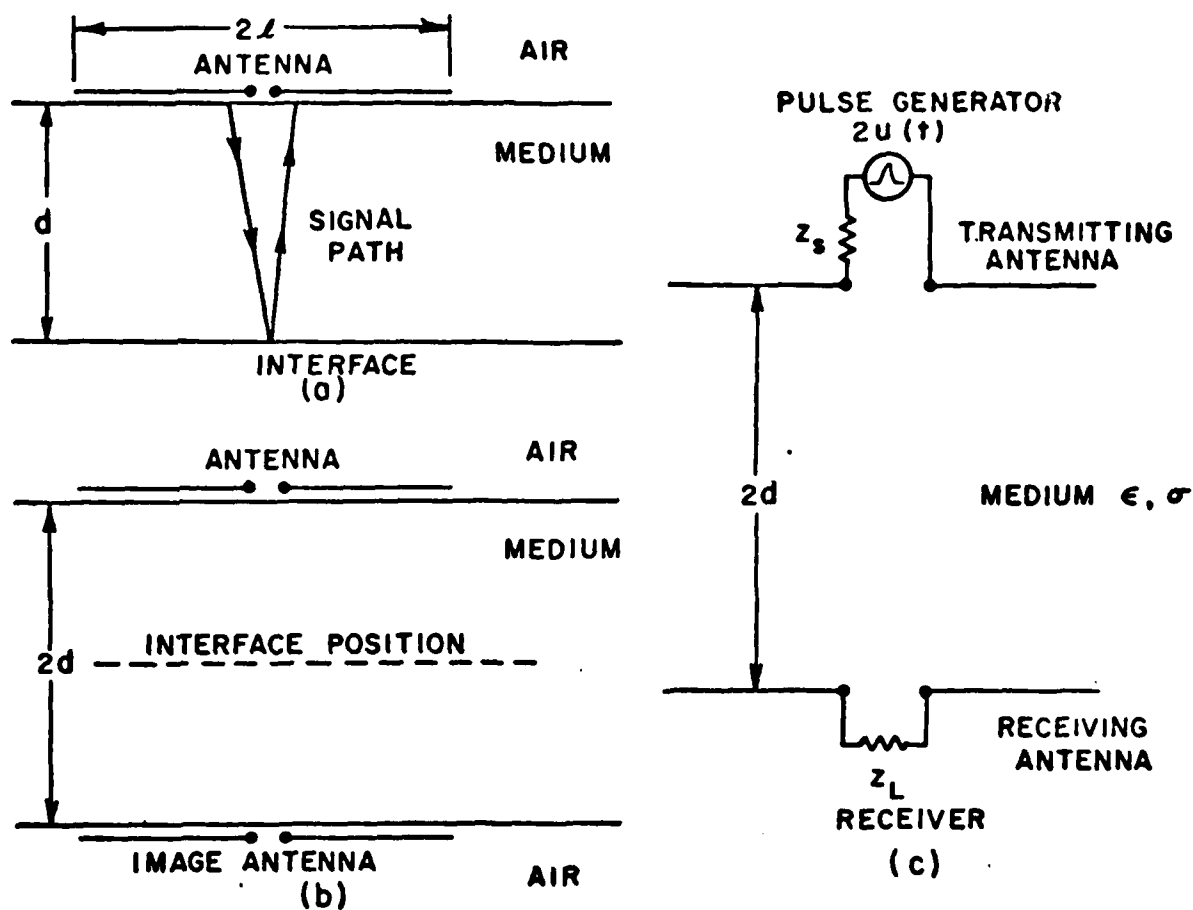 2ℓ
ANTENNA
AIR
MEDIUM
d
SIGNAL
PATH
INTERFACE
(a)
ANTENNA
AIR
MEDIUM
INTERFACE POSITION
2d
IMAGE ANTENNA
AIR
(b)
PULSE GENERATOR
2u (t)
Zs
T.RANSMITTING
ANTENNA
2d
MEDIUM ϵ, σ
RECEIVING
ANTENNA
ZL
RECEIVER
(c)